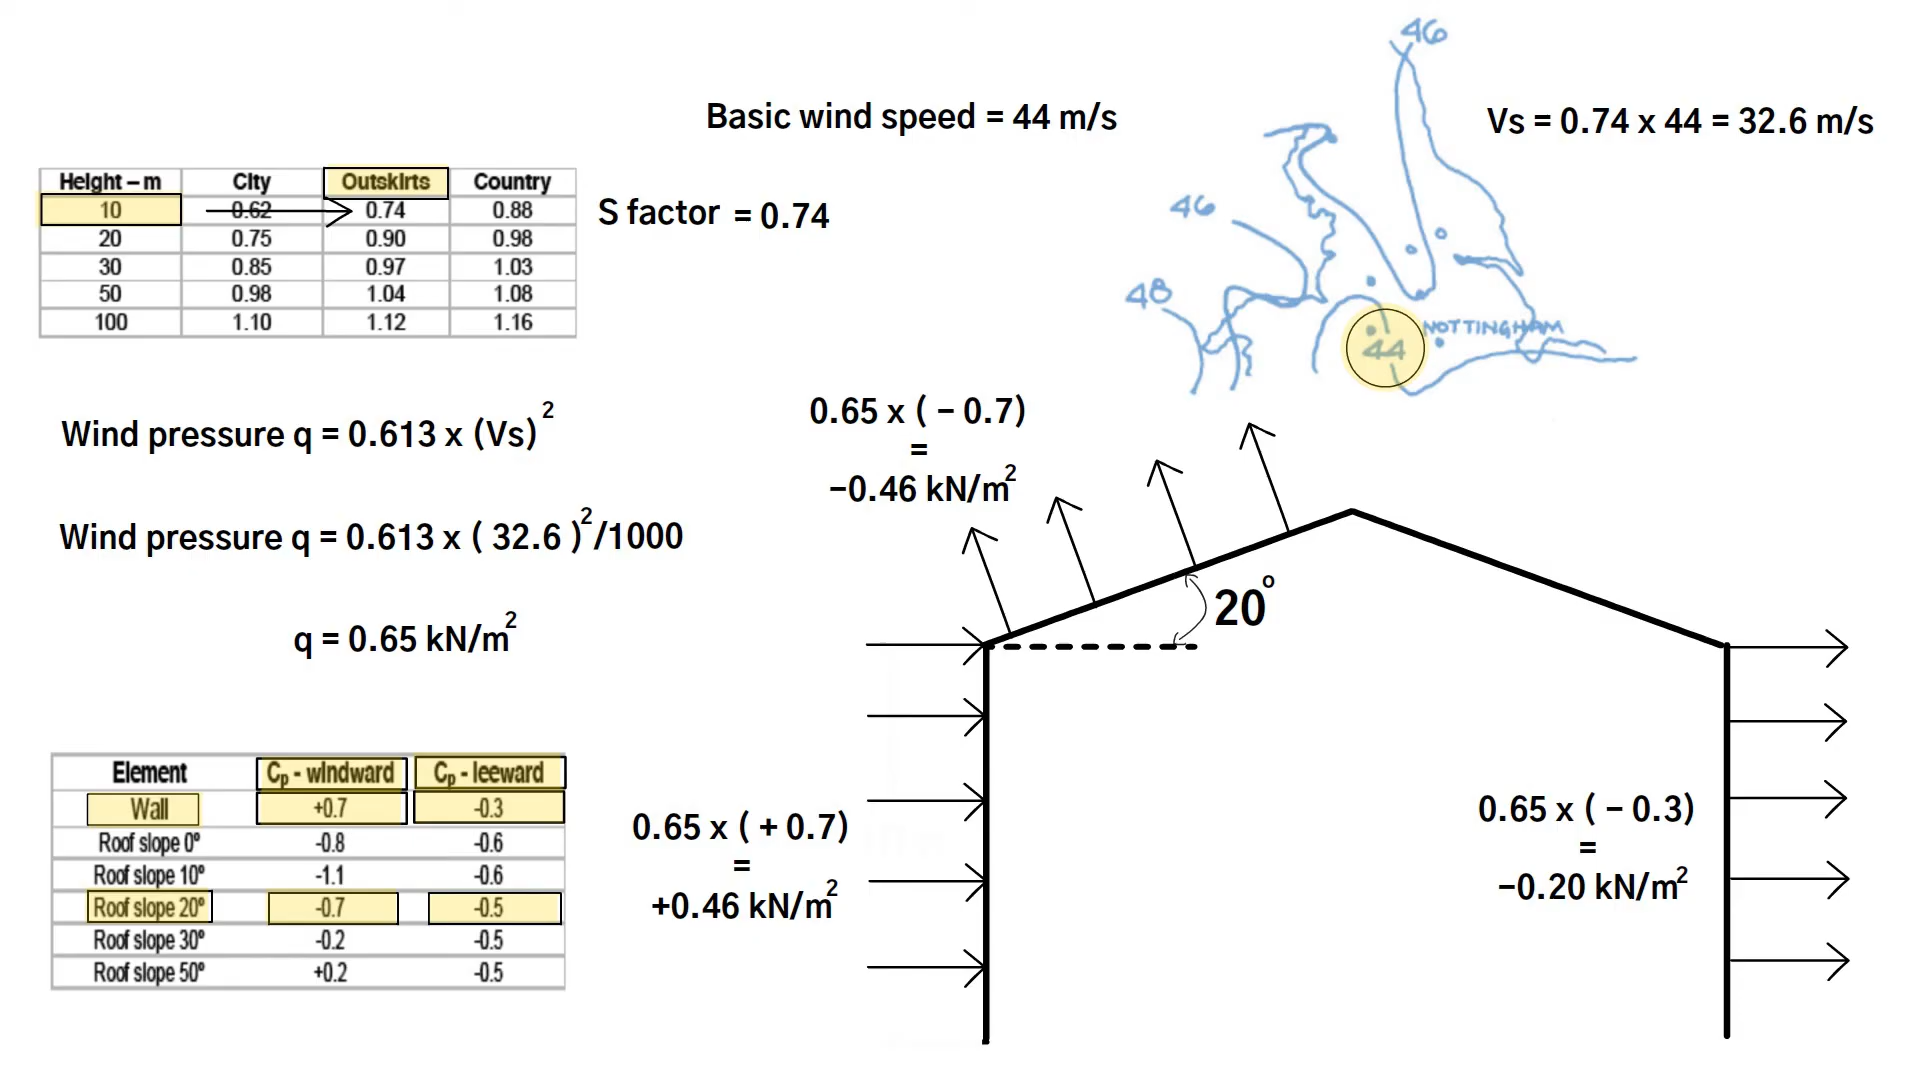 46
Basic wind speed = 44 m/s
Vs = 0.74 x 44 = 32.6 m/s
Height – m City Outskirts Country
10 0.62 0.74 0.88
20 0.75 0.90 0.98
30 0.85 0.97 1.03
50 0.98 1.04 1.08
100 1.10 1.12 1.16
S factor = 0.74
46
48
NOTTINGHAM
44
Wind pressure q = 0.613 x (Vs)²
Wind pressure q = 0.613 x ( 32.6 )²/1000
q = 0.65 kN/m²
0.65 x ( – 0.7)
=
–0.46 kN/m²
20°
Element Cp - windward Cp - leeward
Wall +0.7 -0.3
Roof slope 0º -0.8 -0.6
Roof slope 10º -1.1 -0.6
Roof slope 20º -0.7 -0.5
Roof slope 30º -0.2 -0.5
Roof slope 50º +0.2 -0.5
0.65 x ( + 0.7)
=
+0.46 kN/m²
0.65 x ( – 0.3)
=
–0.20 kN/m²